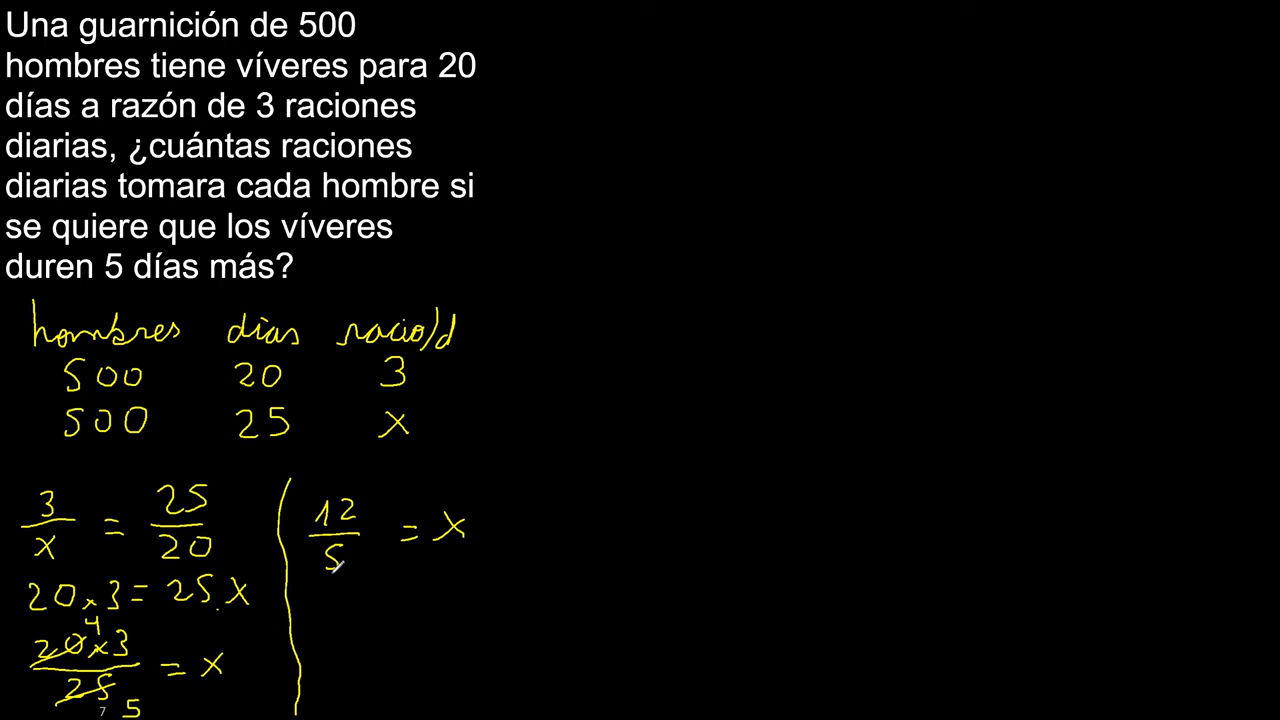 Una guarnición de 500
hombres tiene víveres para 20
días a razón de 3 raciones
diarias, ¿cuántas raciones
diarias tomara cada hombre si
se quiere que los víveres
duren 5 días más?
hombres dias racio/d
500 20 3
500 25 x
3/x = 25/20
20 x 3 = 25 . x
4
20 x 3 / 25 = x
7 5
12/5 = x